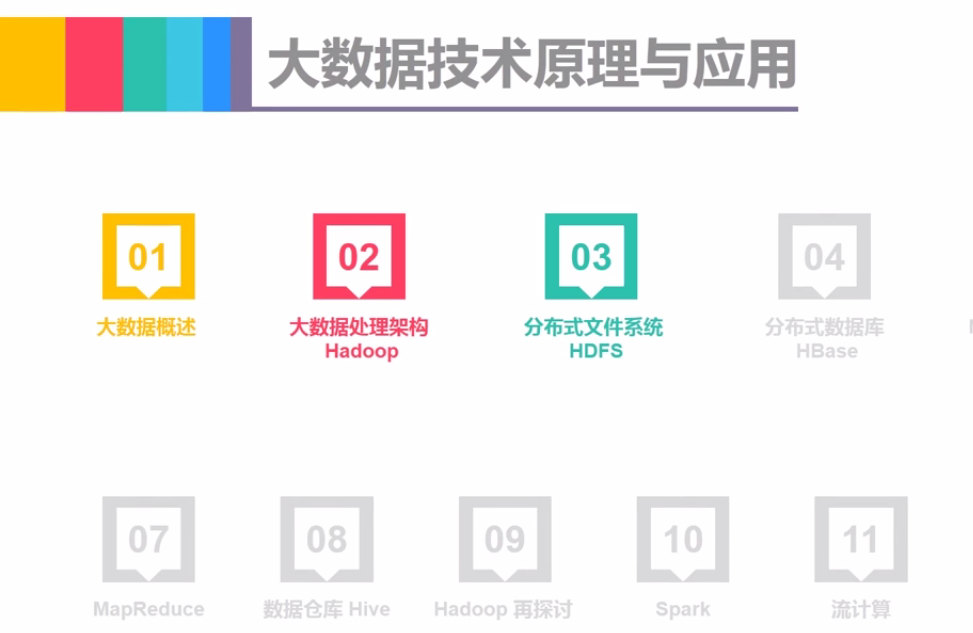 大数据技术原理与应用
01
大数据概述
02
大数据处理架构
Hadoop
03
分布式文件系统
HDFS
04
分布式数据库
HBase
07
MapReduce
08
数据仓库 Hive
09
Hadoop 再探讨
10
Spark
11
流计算